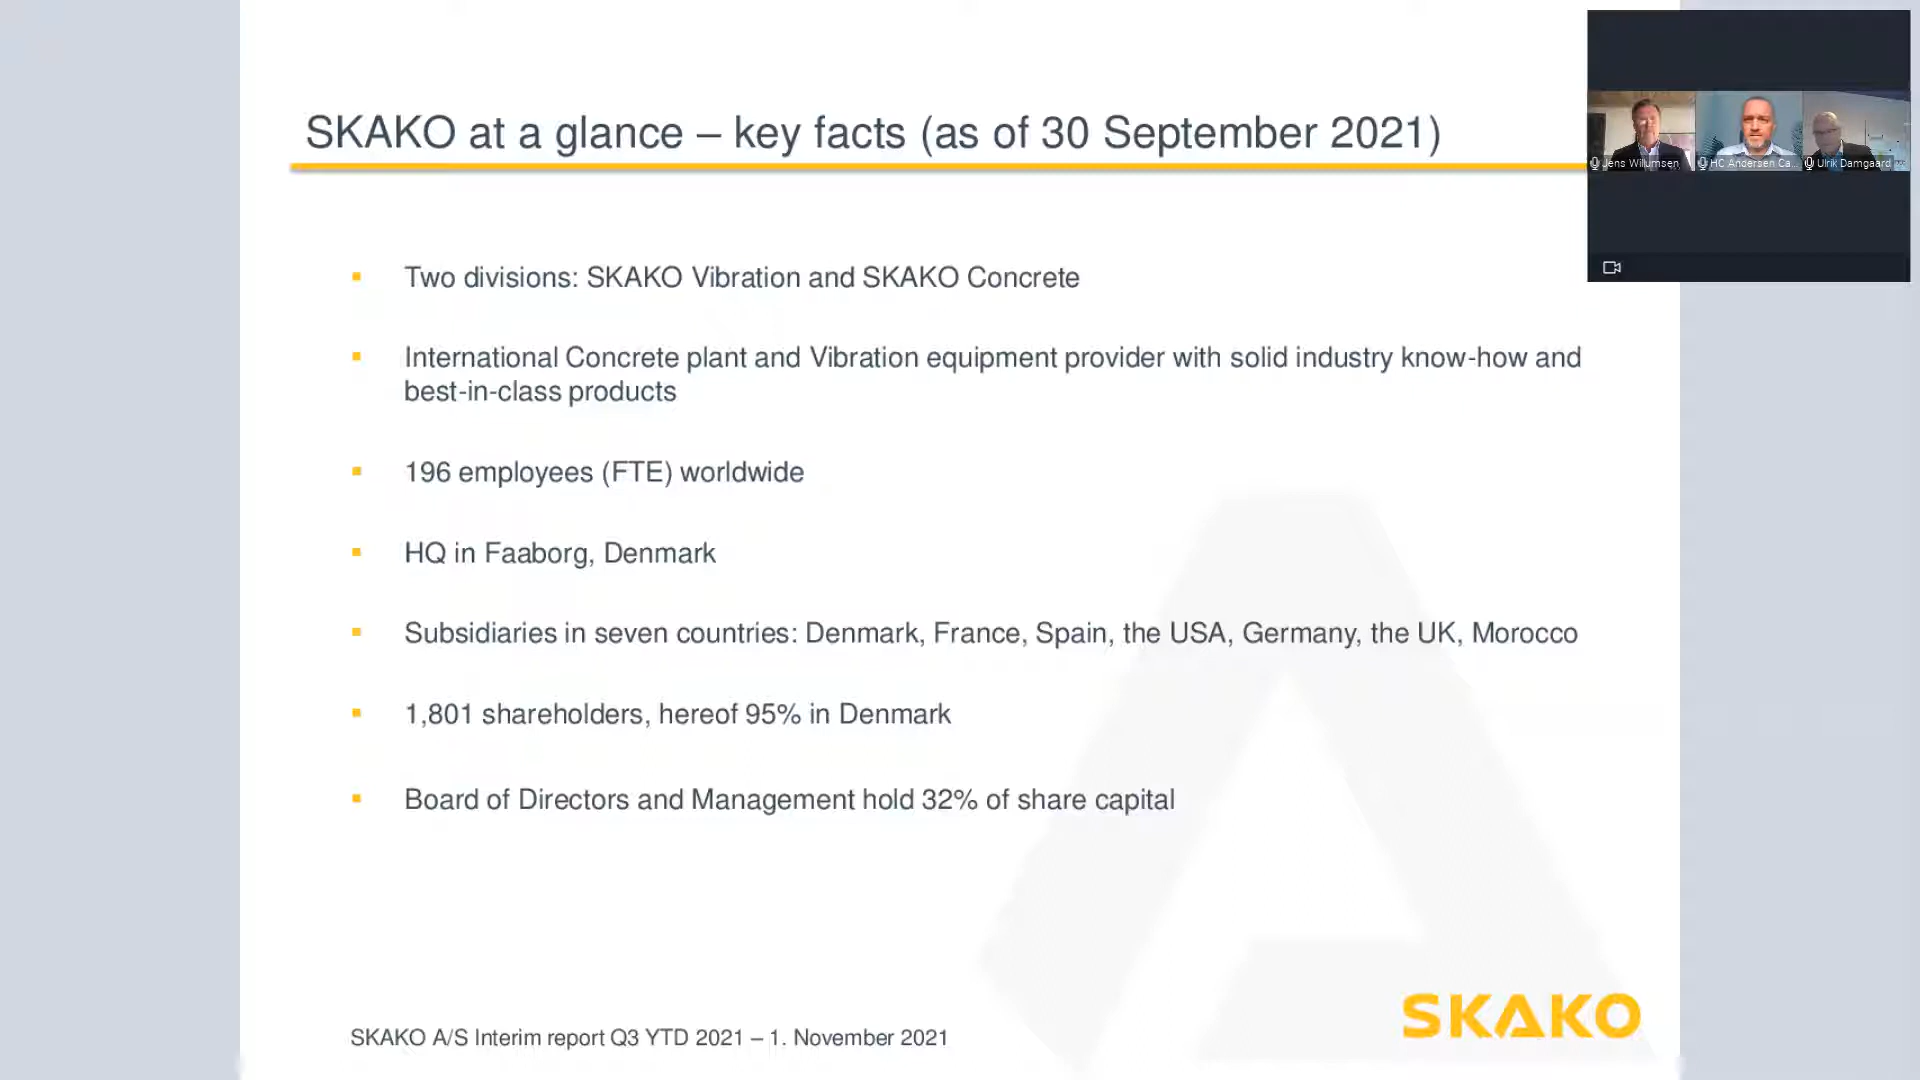 SKAKO at a glance – key facts (as of 30 September 2021)
Jens Willumsen
HC Andersen Ca...
Ulrik Damgaard
Two divisions: SKAKO Vibration and SKAKO Concrete
International Concrete plant and Vibration equipment provider with solid industry know-how and
best-in-class products
196 employees (FTE) worldwide
HQ in Faaborg, Denmark
Subsidiaries in seven countries: Denmark, France, Spain, the USA, Germany, the UK, Morocco
1,801 shareholders, hereof 95% in Denmark
Board of Directors and Management hold 32% of share capital
SKAKO
SKAKO A/S Interim report Q3 YTD 2021 – 1. November 2021